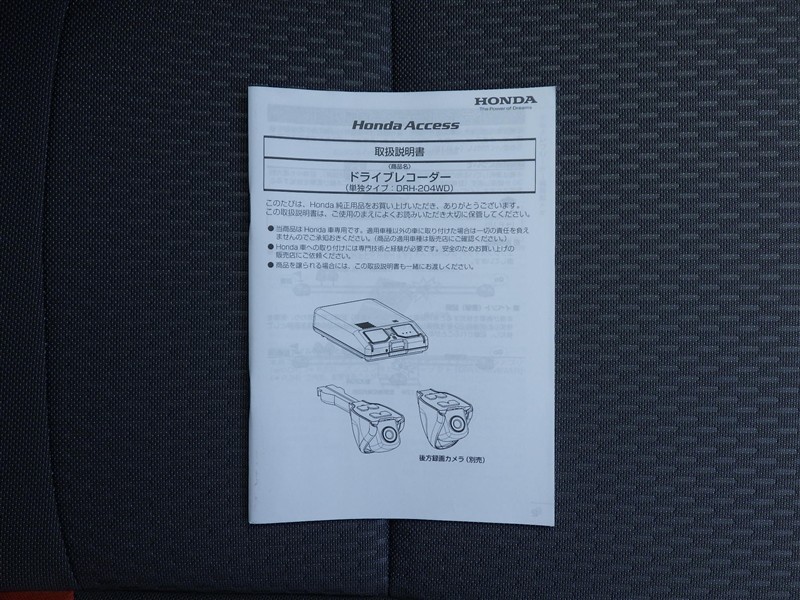 HONDA
The Power of Dreams
Honda Access
取扱説明書
（商品名）
ドライブレコーダー
（単独タイプ：DRH-204WD）
このたびは、Honda 純正用品をお買い上げいただき、ありがとうございます。
この取扱説明書は、ご使用のまえによくお読みいただき大切に保管してください。
● 当商品は Honda 車専用です。適用車種以外の車に取り付けた場合は一切の責任を負え
ませんのでご承知おきください。（商品の適用車種は販売店にご確認ください。）
● Honda 車への取り付けには専門技術と経験が必要です。安全のためお買い上げの
販売店にご依頼ください。
● 商品を譲られる場合には、この取扱説明書も一緒にお渡しください。
後方録画カメラ（別売）